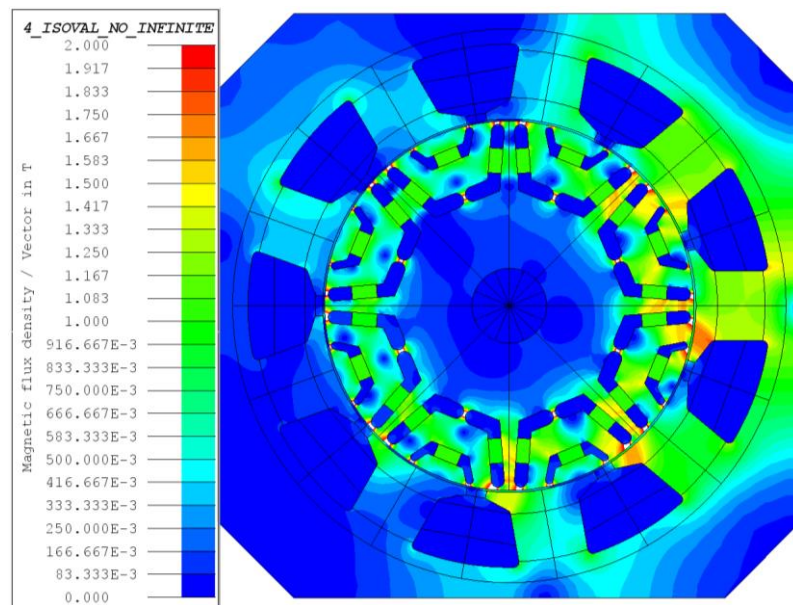 4_ISOVAL_NO_INFINITE
2.000
1.917
1.833
1.750
1.667
1.583
1.500
1.417
1.333
1.250
1.167
1.083
1.000
916.667E-3
833.333E-3
750.000E-3
666.667E-3
583.333E-3
500.000E-3
416.667E-3
333.333E-3
250.000E-3
166.667E-3
83.333E-3
0.000
Magnetic flux density / Vector in T